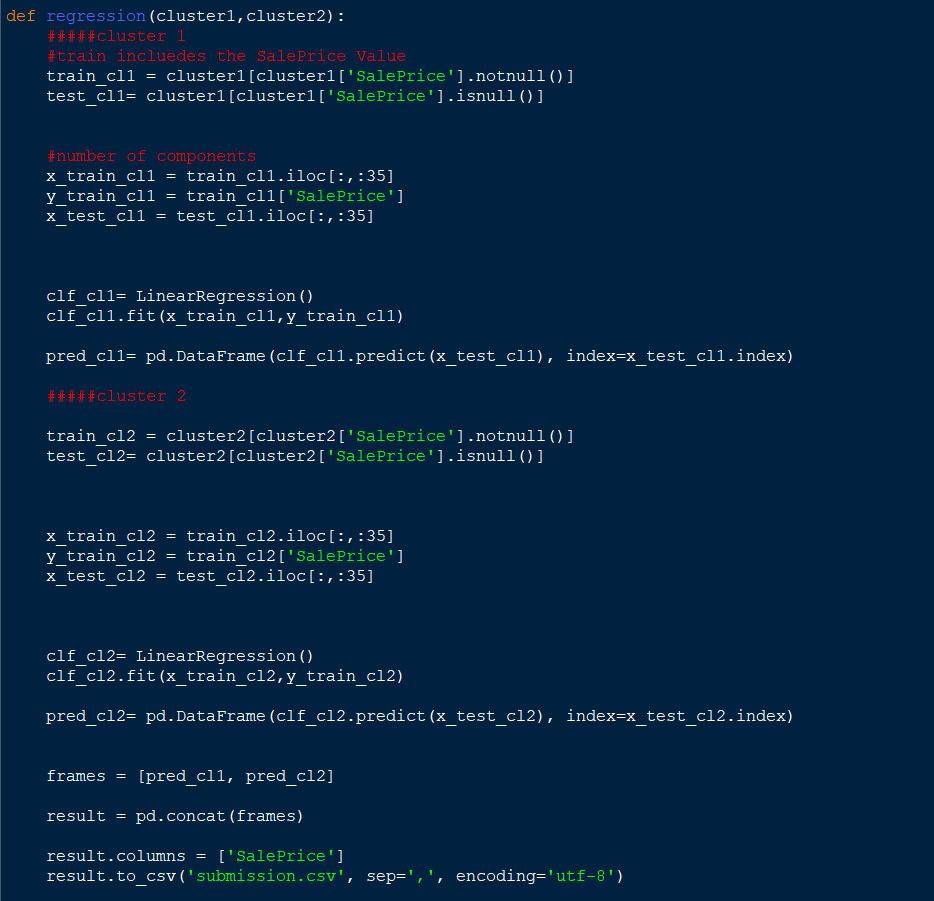 def regression(cluster1,cluster2):
#####cluster 1
#train incluedes the SalePrice Value
train_cl1 = cluster1[cluster1['SalePrice'].notnull()]
test_cl1= cluster1[cluster1['SalePrice'].isnull()]
#number of components
x_train_cl1 = train_cl1.iloc[:,:35]
y_train_cl1 = train_cl1['SalePrice']
x_test_cl1 = test_cl1.iloc[:,:35]
clf_cl1= LinearRegression()
clf_cl1.fit(x_train_cl1,y_train_cl1)
pred_cl1= pd.DataFrame(clf_cl1.predict(x_test_cl1), index=x_test_cl1.index)
#####cluster 2
train_cl2 = cluster2[cluster2['SalePrice'].notnull()]
test_cl2= cluster2[cluster2['SalePrice'].isnull()]
x_train_cl2 = train_cl2.iloc[:,:35]
y_train_cl2 = train_cl2['SalePrice']
x_test_cl2 = test_cl2.iloc[:,:35]
clf_cl2= LinearRegression()
clf_cl2.fit(x_train_cl2,y_train_cl2)
pred_cl2= pd.DataFrame(clf_cl2.predict(x_test_cl2), index=x_test_cl2.index)
frames = [pred_cl1, pred_cl2]
result = pd.concat(frames)
result.columns = ['SalePrice']
result.to_csv('submission.csv', sep=',', encoding='utf-8')